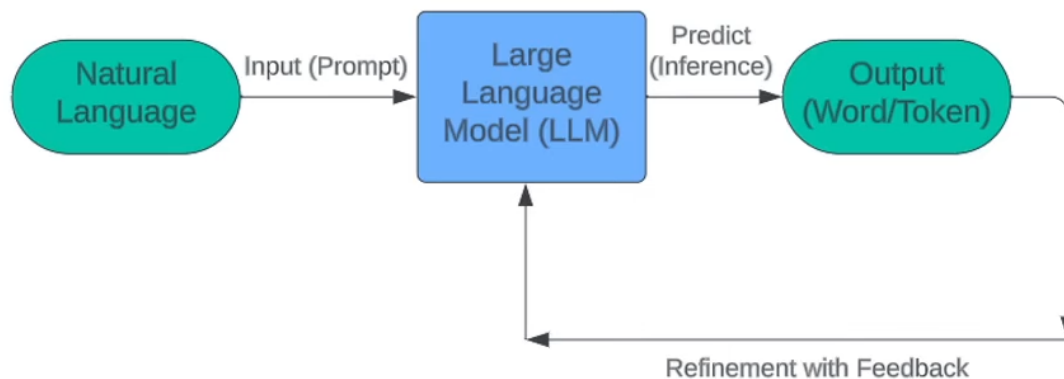 Natural
Language
Input (Prompt)
Large
Language
Model (LLM)
Predict
(Inference)
Output
(Word/Token)
Refinement with Feedback